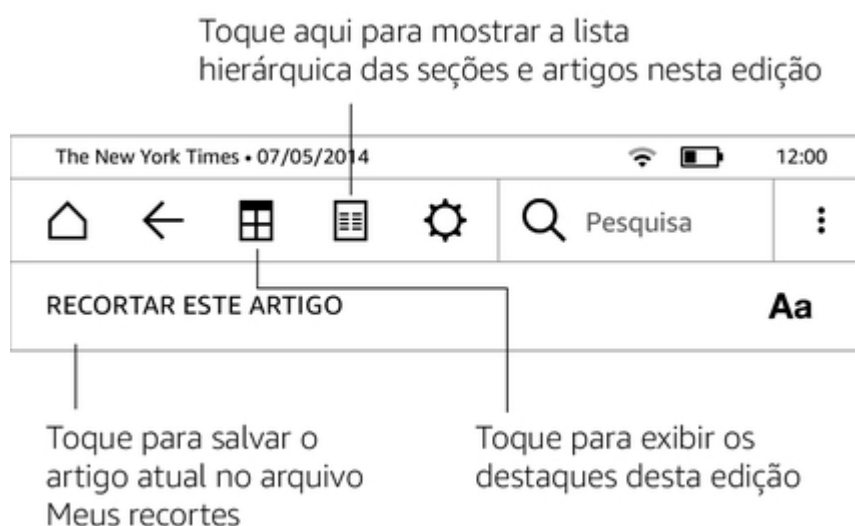 Toque aqui para mostrar a lista
hierárquica das seções e artigos nesta edição
The New York Times • 07/05/2014
12:00
Pesquisa
RECORTAR ESTE ARTIGO
Aa
Toque para salvar o
artigo atual no arquivo
Meus recortes
Toque para exibir os
destaques desta edição